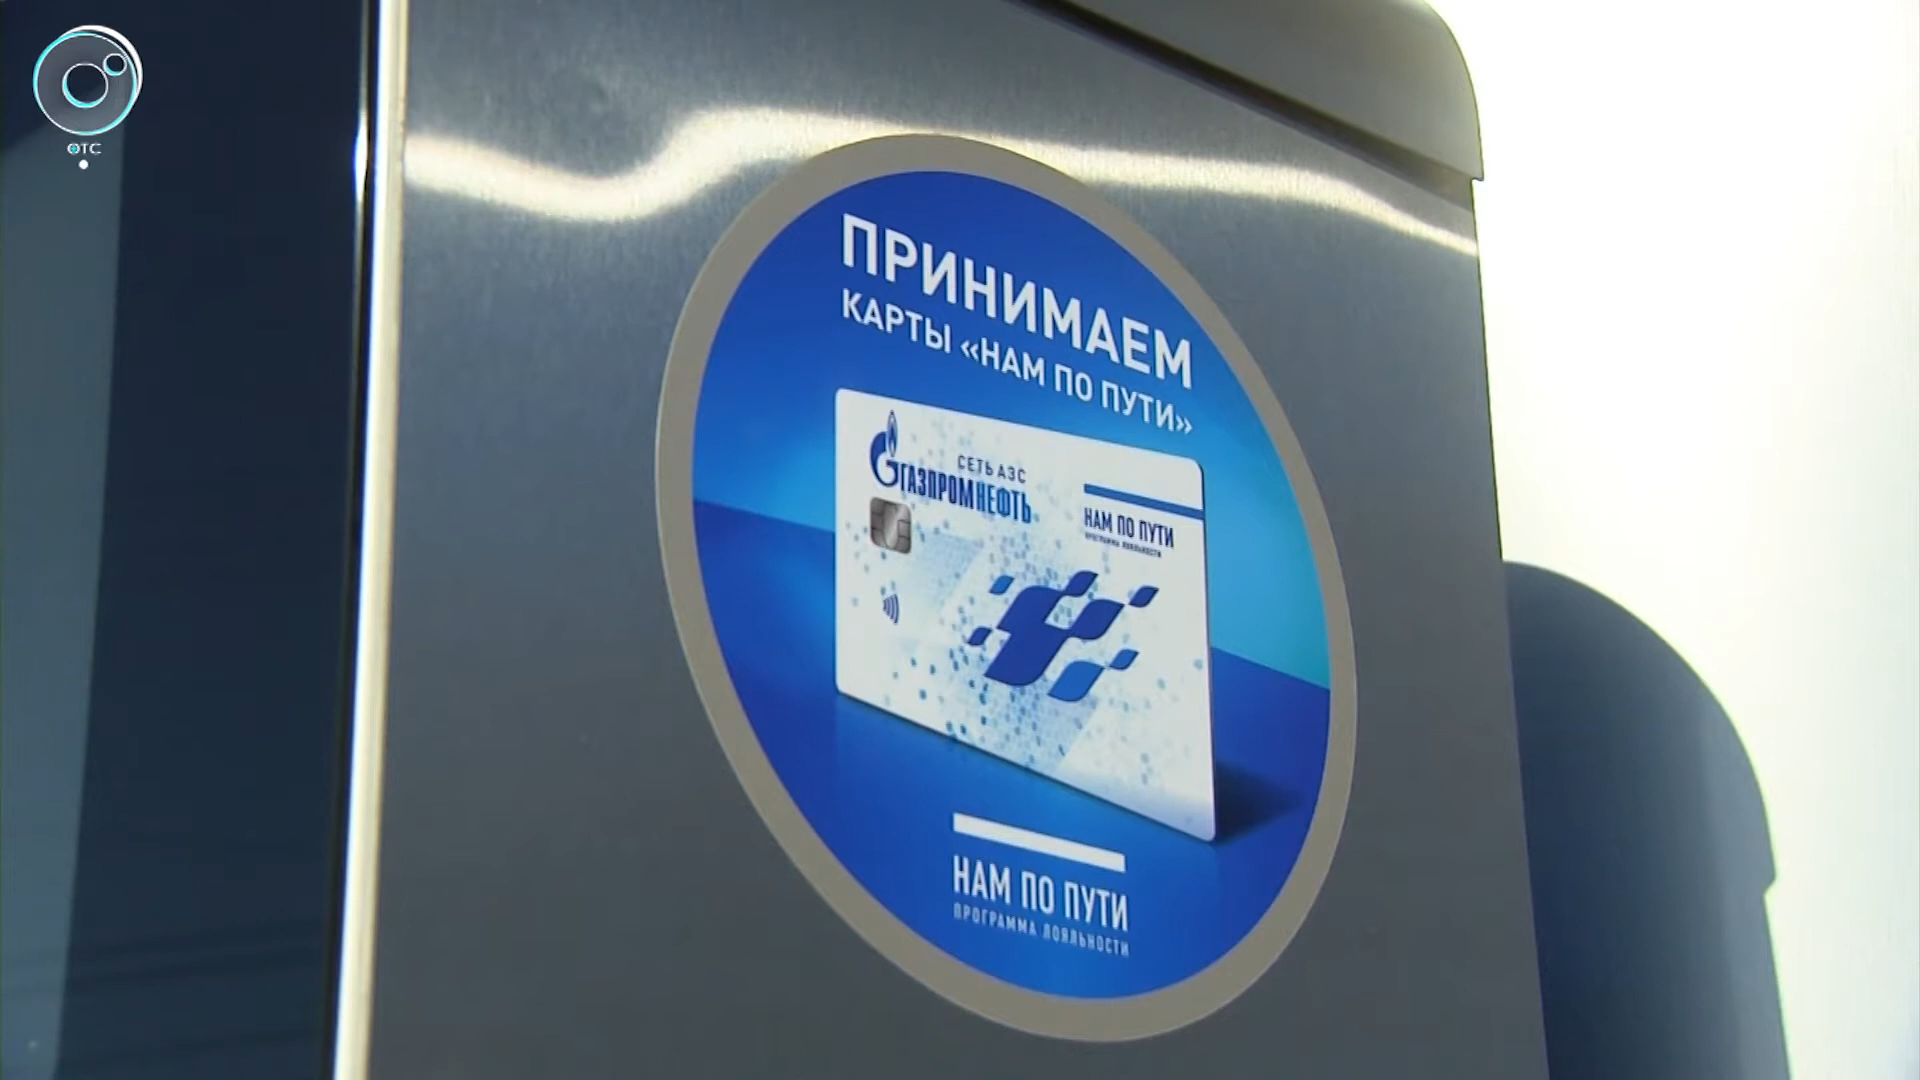 ОТС
ПРИНИМАЕМ
КАРТЫ «НАМ ПО ПУТИ»
СЕТЬ АЗС
ГАЗПРОМНЕФТЬ
НАМ ПО ПУТИ
ПРОГРАММА ЛОЯЛЬНОСТИ
НАМ ПО ПУТИ
ПРОГРАММА ЛОЯЛЬНОСТИ